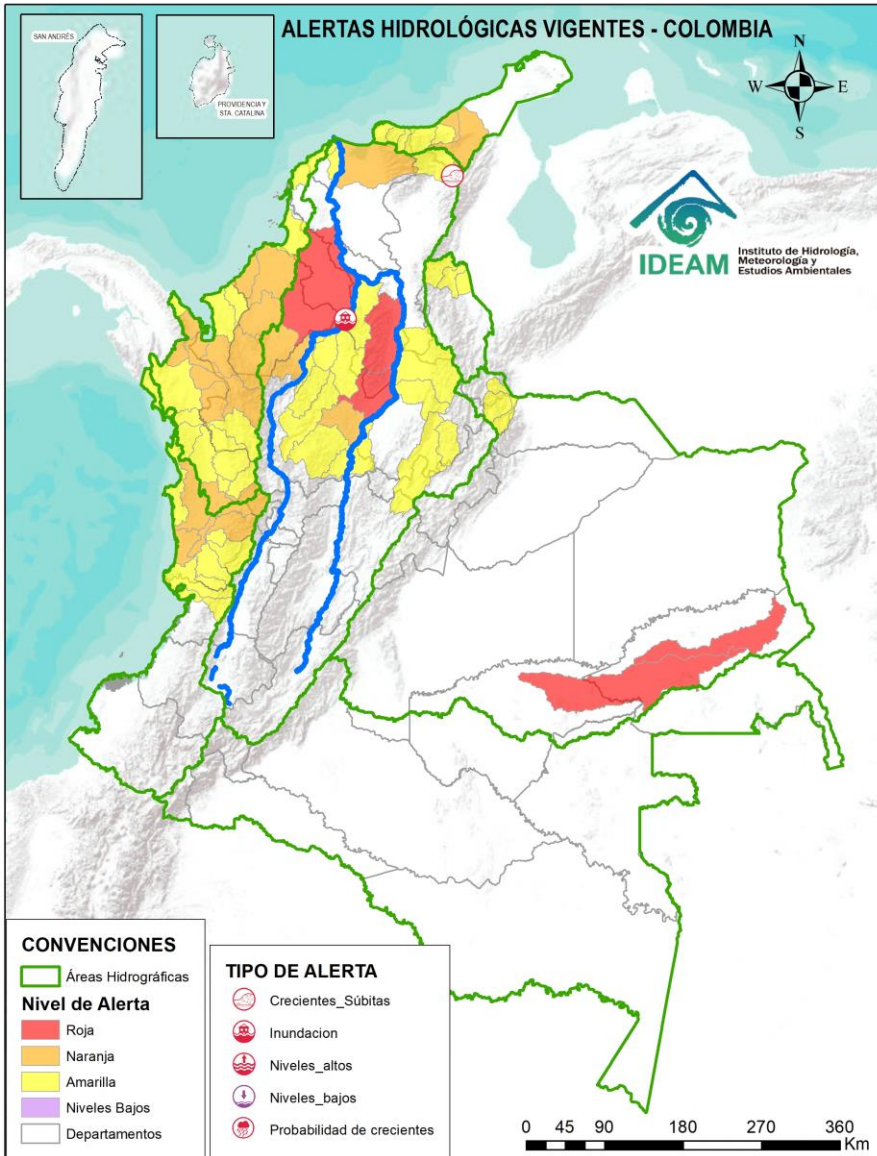 ALERTAS HIDROLÓGICAS VIGENTES - COLOMBIA
SAN ANDRÉS
PROVIDENCIA Y
STA. CATALINA
N
W
E
S
IDEAM
Instituto de Hidrología,
Meteorología y
Estudios Ambientales
CONVENCIONES
Áreas Hidrográficas
Nivel de Alerta
Roja
Naranja
Amarilla
Niveles Bajos
Departamentos
TIPO DE ALERTA
Crecientes_Súbitas
Inundacion
Niveles_altos
Niveles_bajos
Probabilidad de crecientes
0 45 90 180 270 360
Km